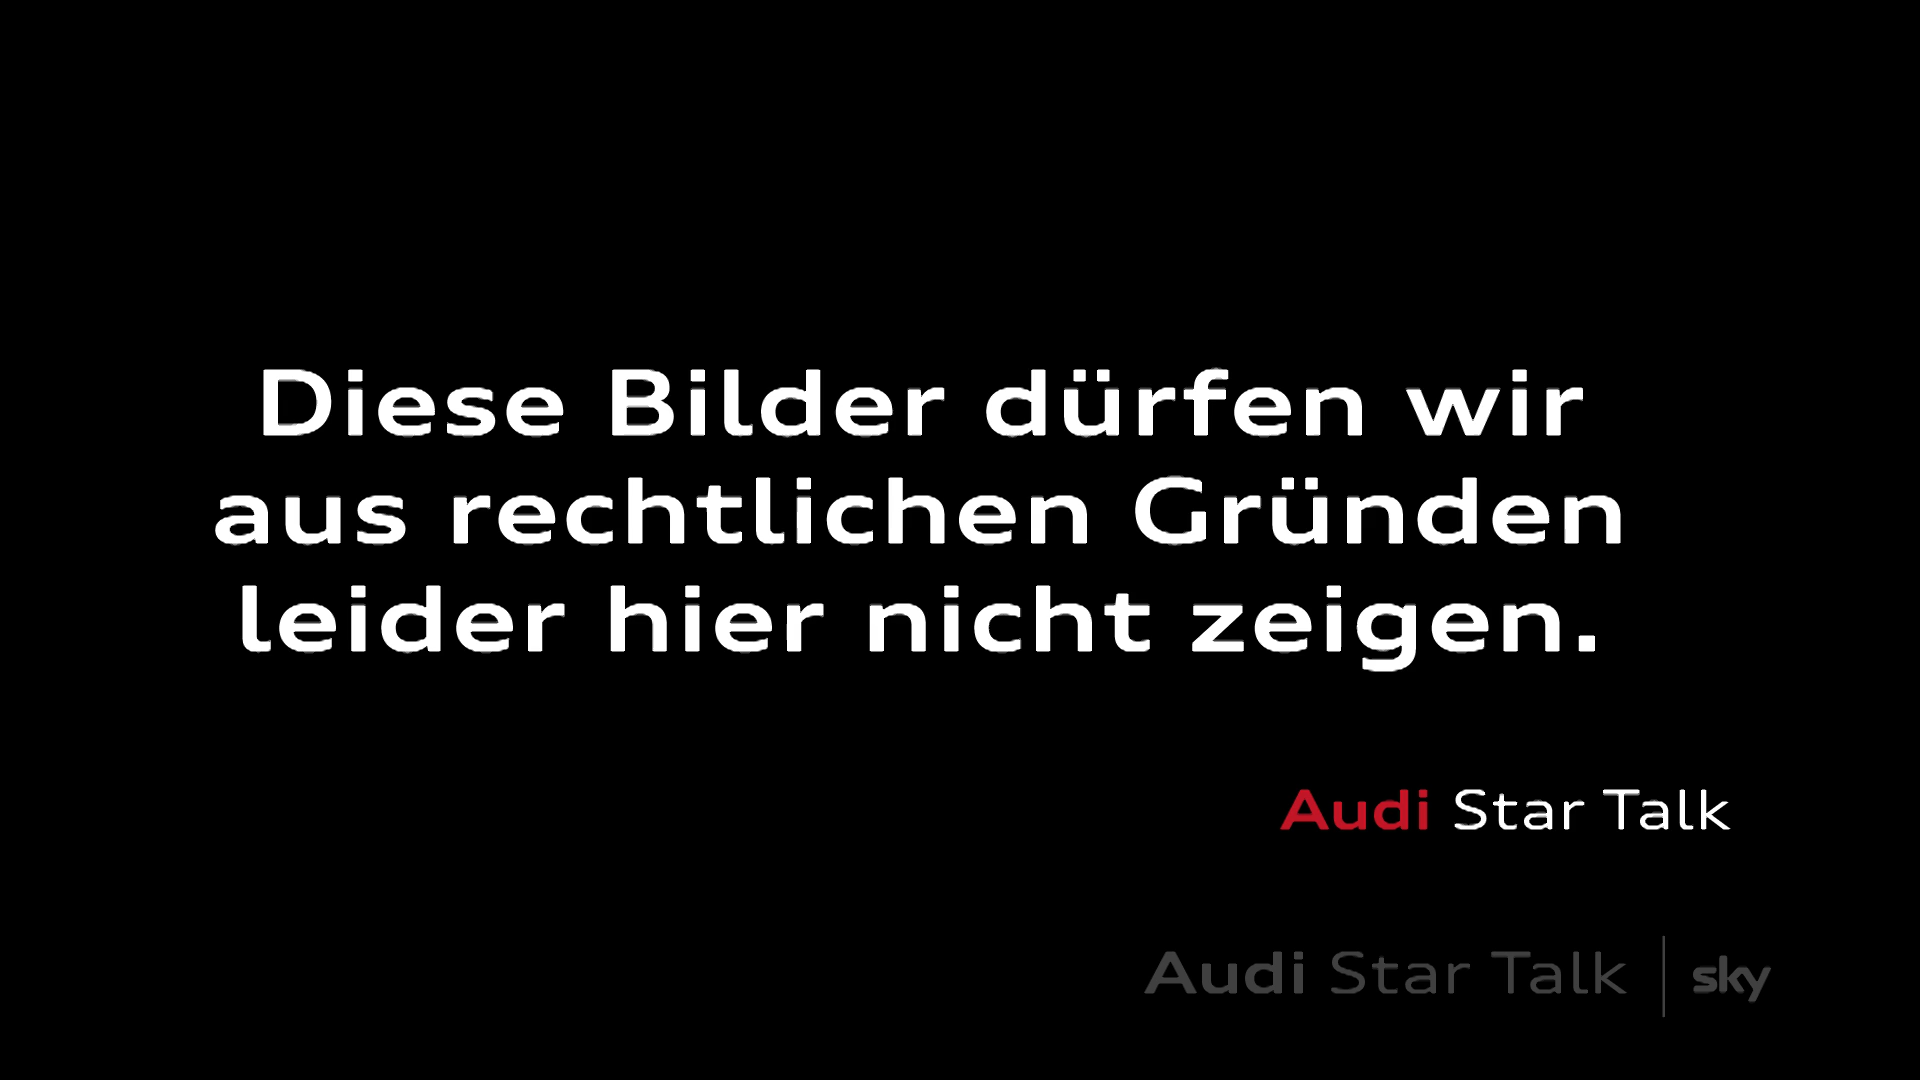 Diese Bilder dürfen wir
aus rechtlichen Gründen
leider hier nicht zeigen.
Audi Star Talk
Audi Star Talk | sky